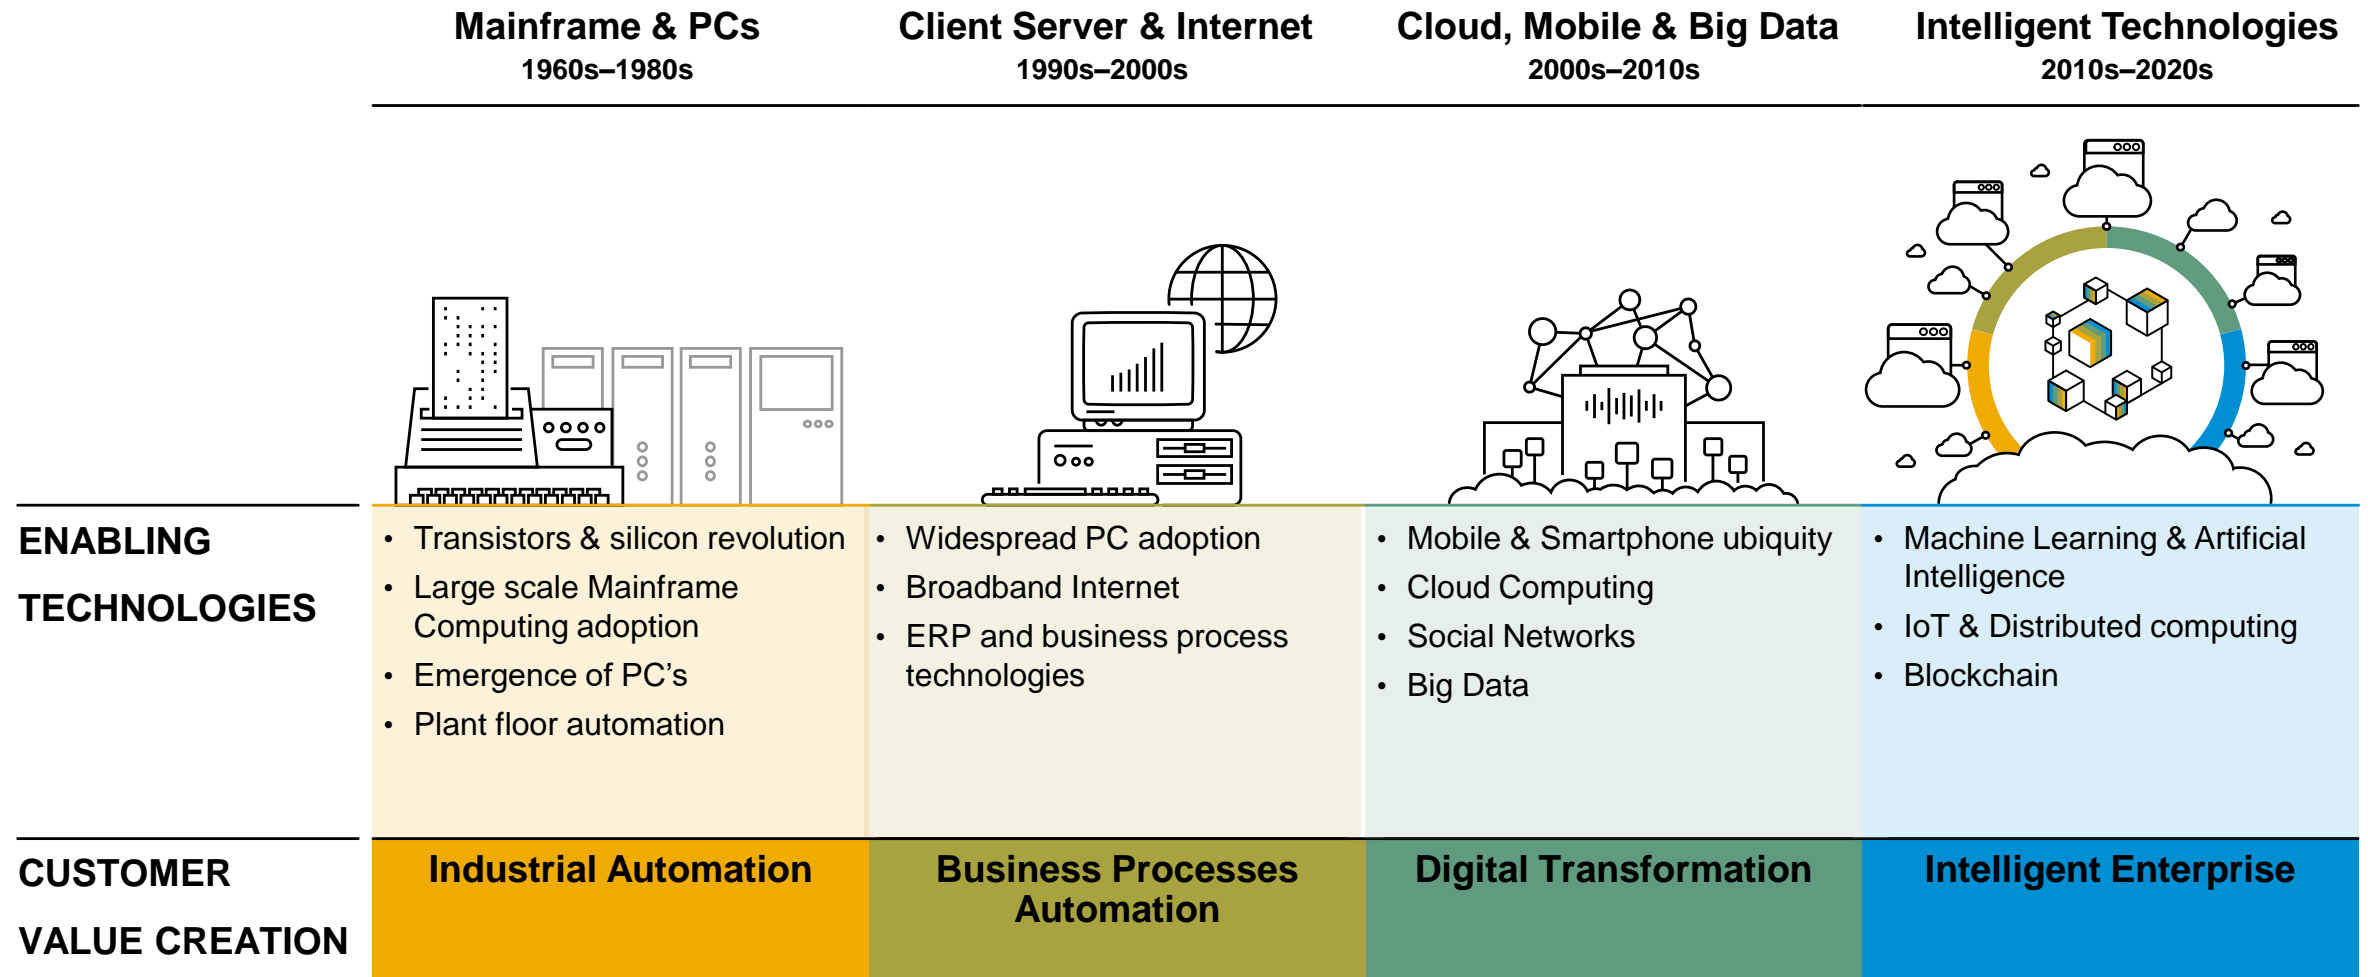 Mainframe & PCs
1960s–1980s
Client Server & Internet
1990s–2000s
Cloud, Mobile & Big Data
2000s–2010s
Intelligent Technologies
2010s–2020s
ENABLING
TECHNOLOGIES
• Transistors & silicon revolution
• Large scale Mainframe
Computing adoption
• Emergence of PC’s
• Plant floor automation
• Widespread PC adoption
• Broadband Internet
• ERP and business process
technologies
• Mobile & Smartphone ubiquity
• Cloud Computing
• Social Networks
• Big Data
• Machine Learning & Artificial
Intelligence
• IoT & Distributed computing
• Blockchain
CUSTOMER
VALUE CREATION
Industrial Automation
Business Processes
Automation
Digital Transformation
Intelligent Enterprise